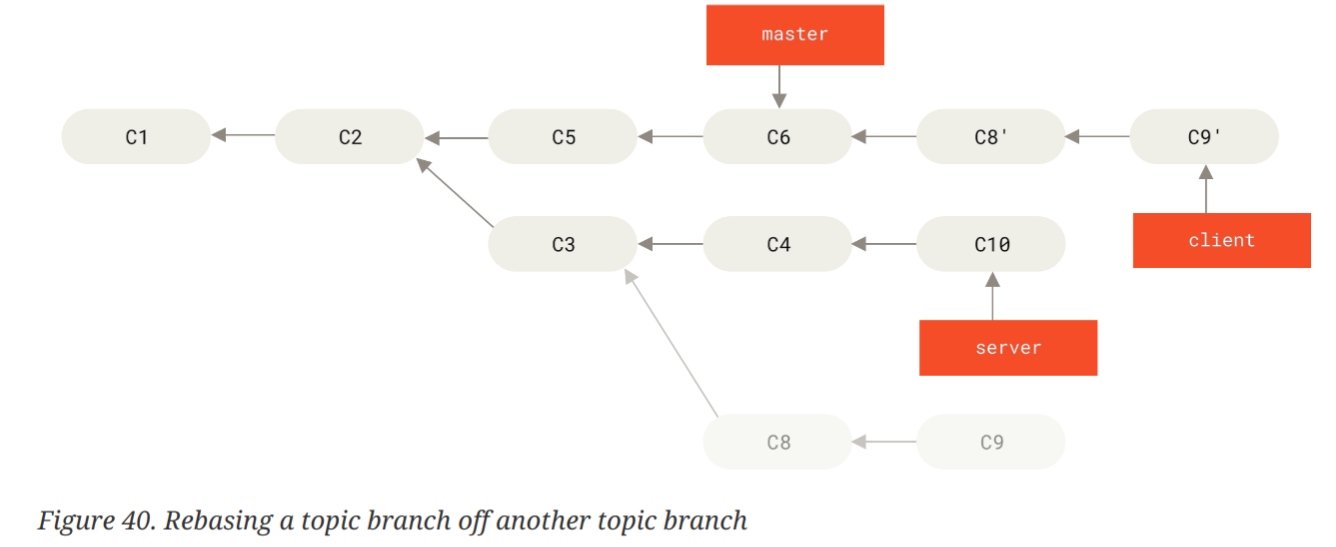 master
C1
C2
C5
C6
C8'
C9'
C3
C4
C10
client
server
C8
C9
Figure 40. Rebasing a topic branch off another topic branch